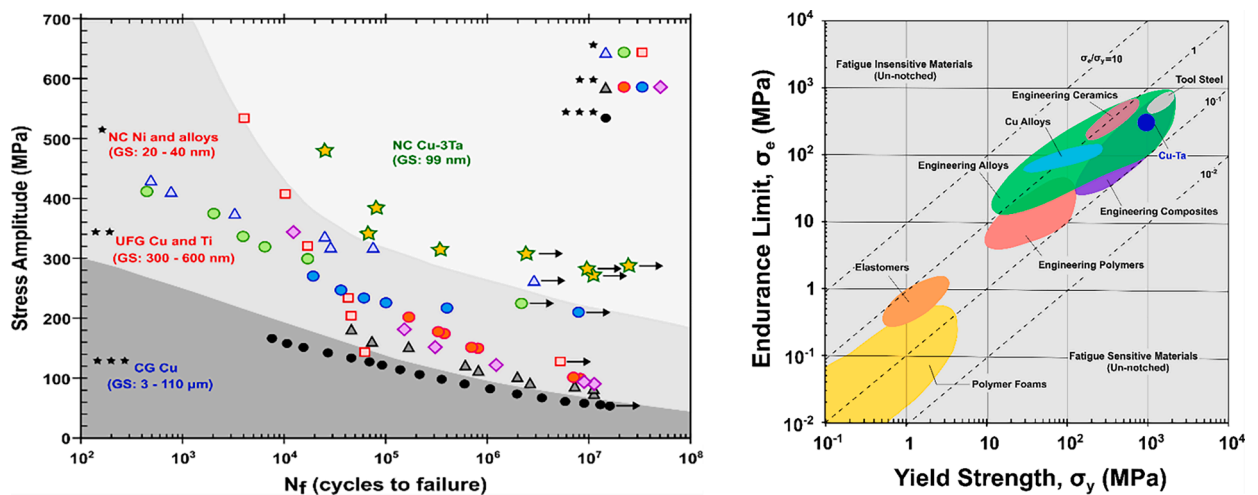 700
600
500
400
300
200
100
0
Stress Amplitude (MPa)
★
★★
★★★
★
NC Ni and alloys
(GS: 20 - 40 nm)
NC Cu-3Ta
(GS: 99 nm)
★★
UFG Cu and Ti
(GS: 300 - 600 nm)
★★★
CG Cu
(GS: 3 - 110 µm)
10² 10³ 10⁴ 10⁵ 10⁶ 10⁷ 10⁸
Nf (cycles to failure)
10⁴
10³
10²
10
1
10⁻¹
10⁻²
Endurance Limit, σe (MPa)
Fatigue Insensitive Materials
(Un-notched)
σe/σy=10
1
Tool Steel
Engineering Ceramics
10⁻¹
Cu Alloys
Cu-Ta
Engineering Alloys
10⁻²
Engineering Composites
Engineering Polymers
Elastomers
Fatigue Sensitive Materials
(Un-notched)
Polymer Foams
10⁻¹ 1 10 10² 10³ 10⁴
Yield Strength, σy (MPa)